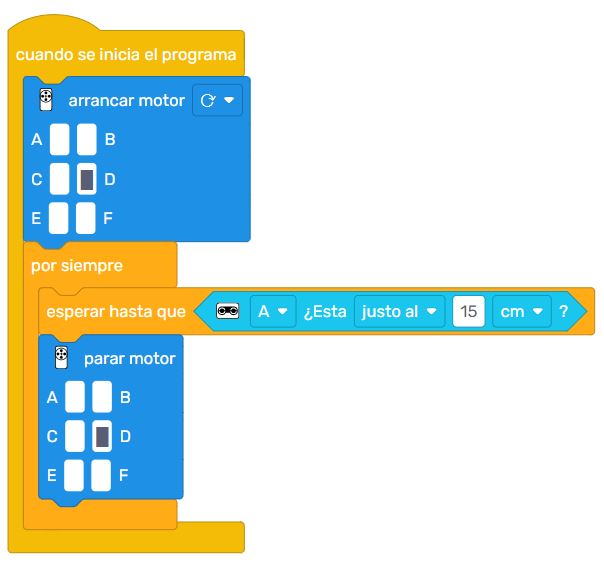 cuando se inicia el programa
arrancar motor
A B
C D
E F
por siempre
esperar hasta que A ¿Esta justo al 15 cm ?
parar motor
A B
C D
E F